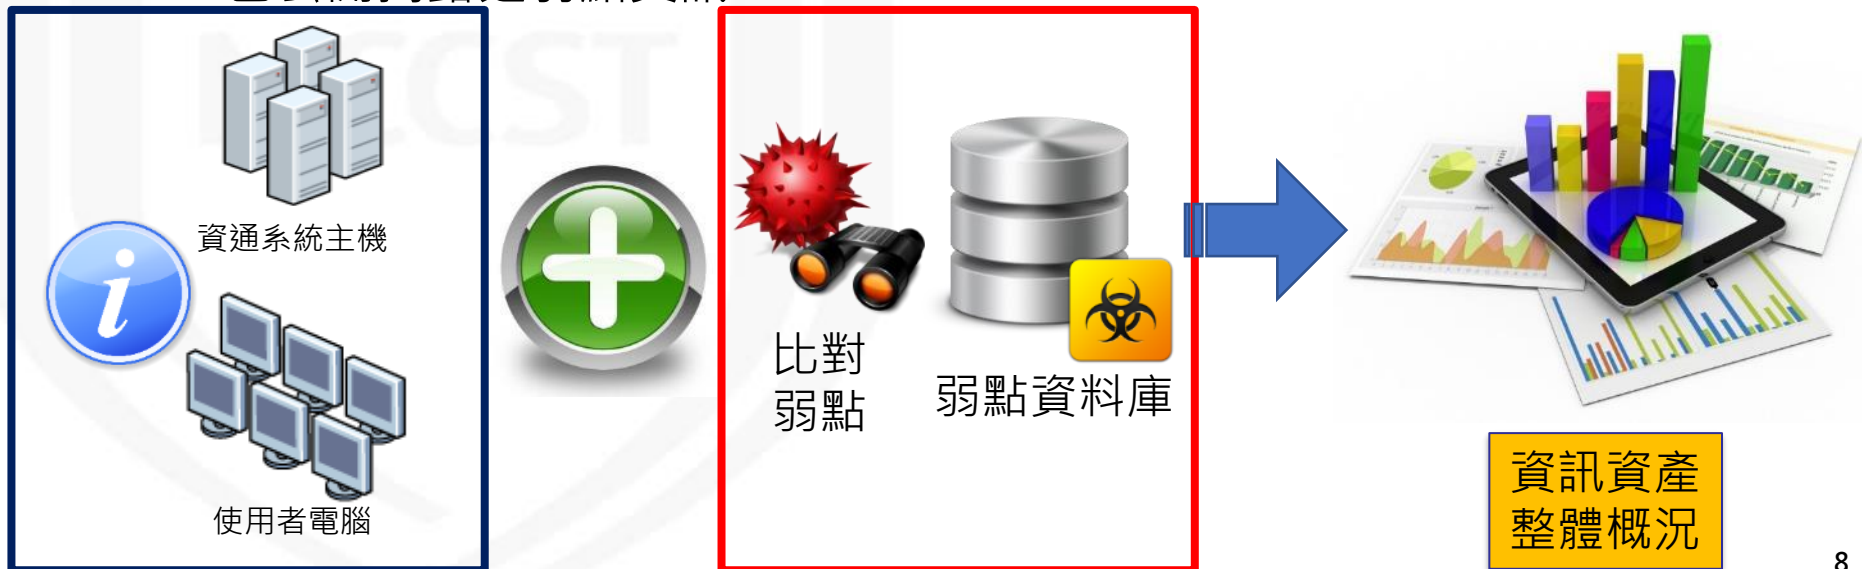 資通系統主機
使用者電腦
比對
弱點
弱點資料庫
資訊資產
整體概況
8